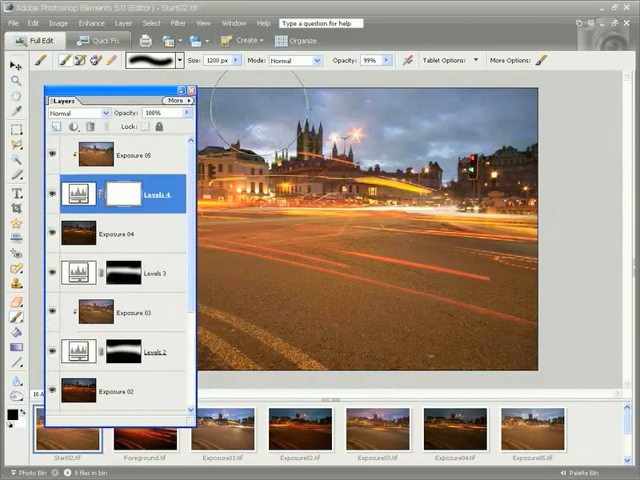 Adobe Photoshop Elements 5.0 (Editor) - Start02.tif
File Edit Image Enhance Layer Select Filter View Window Help Type a question for help
Full Edit Quick Fix Create Organize
Size: 1200 px Mode: Normal Opacity: 99% Tablet Options: More Options:
Layers More
Normal Opacity: 100%
Lock:
Exposure 05
Levels 4
Exposure 04
Levels 3
Exposure 03
Levels 2
Exposure 02
Start02.tif Foreground.tif Exposure01.tif Exposure02.tif Exposure03.tif Exposure04.tif Exposure05.tif
Photo Bin 8 files in bin Palette Bin